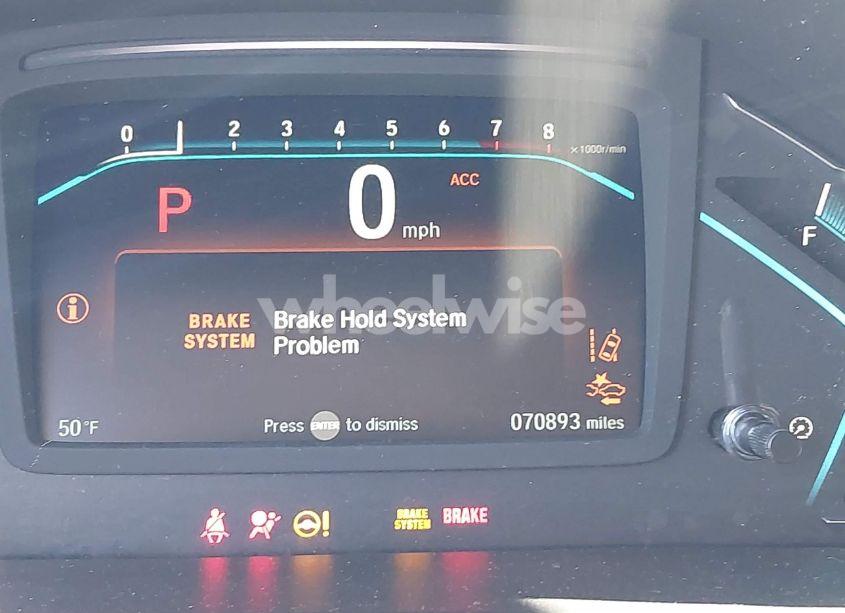 0 2 3 4 5 6 7 8 ×1000r/min
P 0 mph ACC
BRAKE SYSTEM
Brake Hold System
Problem
wheelwise
i
F
50°F
Press ENTER to dismiss
070893 miles
!
BRAKE SYSTEM
BRAKE